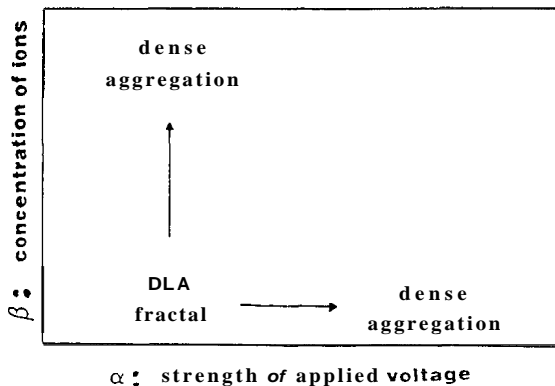 dense
aggregation
β: concentration of ions
DLA
fractal
dense
aggregation
α: strength of applied voltage